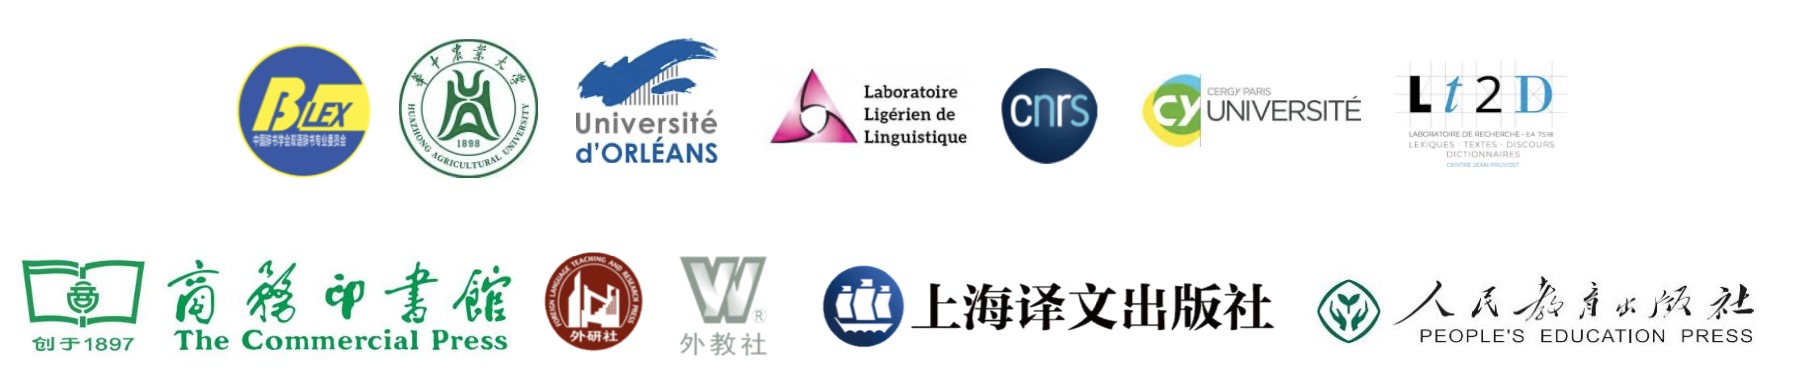 BLEX
中国辞书学会双语辞书专业委员会
华中农业大学
1898
HUNZHONG AGRICULTURAL UNIVERSITY
Université
d'ORLÉANS
Laboratoire
Ligérien de
Linguistique
cnrs
cy
CERGY PARIS
UNIVERSITÉ
Lt2D
LABORATOIRE DE RECHERCHE · EA 7518
LEXIQUES · TEXTES · DISCOURS
DICTIONNAIRES
CENTRE JEAN PRUVOST
创于1897
商务印书馆
The Commercial Press
FOREIGN LANGUAGE TEACHING AND RESEARCH PRESS
外研社
W®
外教社
上海译文出版社
人民教育出版社
PEOPLE'S EDUCATION PRESS